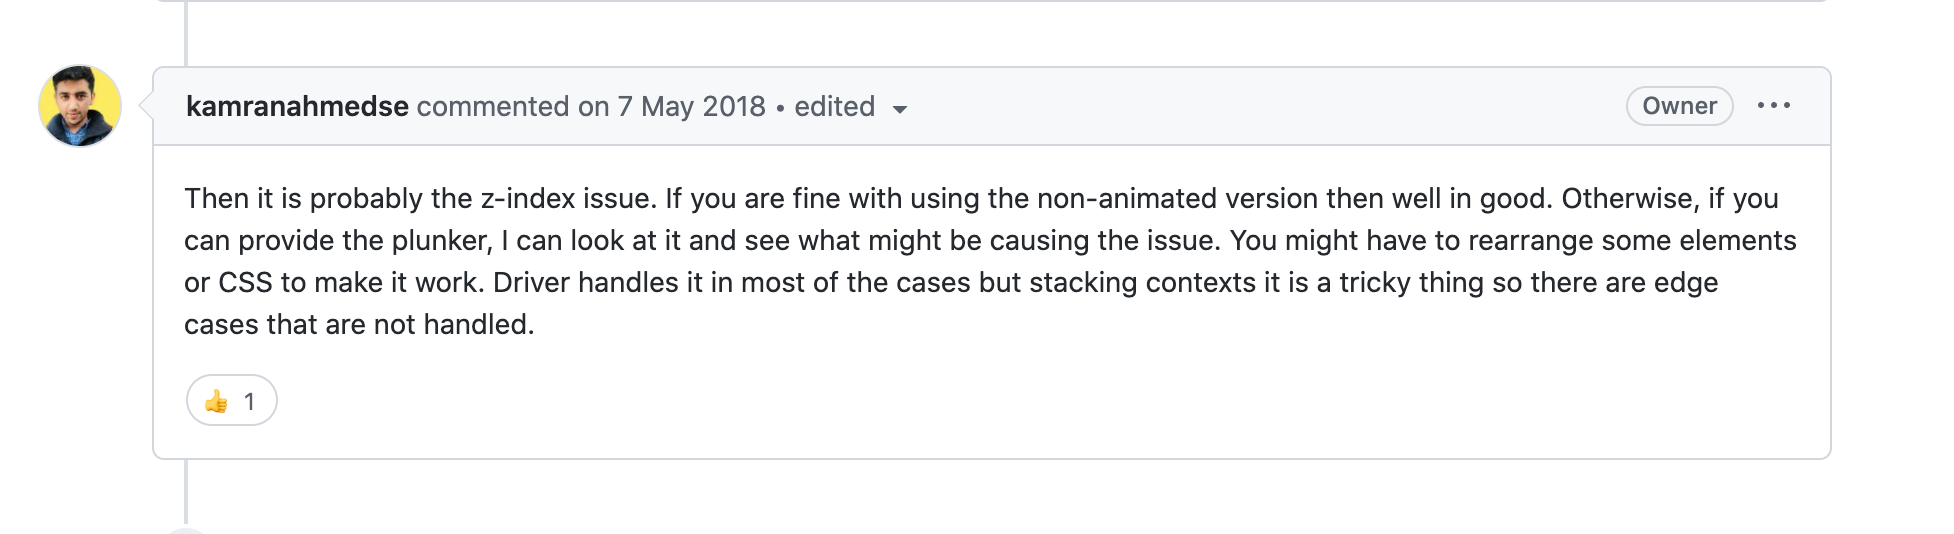 kamranahmedse commented on 7 May 2018 • edited
Owner
Then it is probably the z-index issue. If you are fine with using the non-animated version then well in good. Otherwise, if you
can provide the plunker, I can look at it and see what might be causing the issue. You might have to rearrange some elements
or CSS to make it work. Driver handles it in most of the cases but stacking contexts it is a tricky thing so there are edge
cases that are not handled.
👍 1